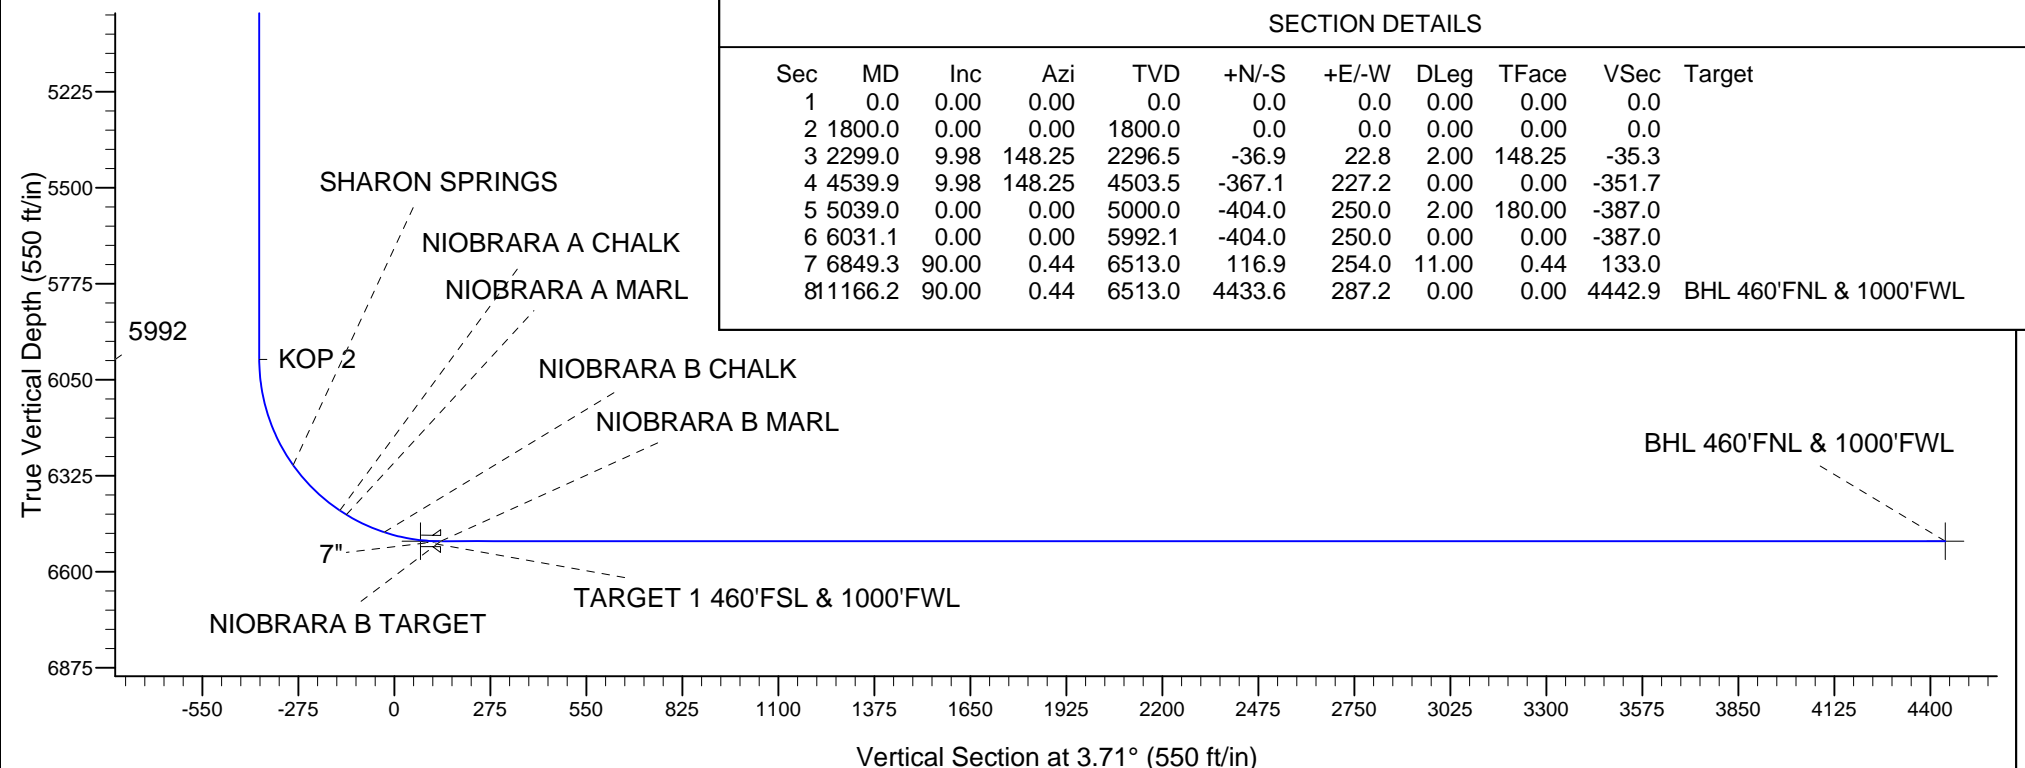 SECTION DETAILS
Sec MD Inc Azi TVD +N/-S +E/-W DLeg TFace VSec Target
1 0.0 0.00 0.00 0.0 0.0 0.0 0.00 0.00 0.0
2 1800.0 0.00 0.00 1800.0 0.0 0.0 0.00 0.00 0.0
3 2299.0 9.98 148.25 2296.5 -36.9 22.8 2.00 148.25 -35.3
4 4539.9 9.98 148.25 4503.5 -367.1 227.2 0.00 0.00 -351.7
5 5039.0 0.00 0.00 5000.0 -404.0 250.0 2.00 180.00 -387.0
6 6031.1 0.00 0.00 5992.1 -404.0 250.0 0.00 0.00 -387.0
7 6849.3 90.00 0.44 6513.0 116.9 254.0 11.00 0.44 133.0
8 11166.2 90.00 0.44 6513.0 4433.6 287.2 0.00 0.00 4442.9 BHL 460'FNL & 1000'FWL
True Vertical Depth (550 ft/in)
5225
5500
5775
6050
6325
6600
6875
SHARON SPRINGS
NIOBRARA A CHALK
NIOBRARA A MARL
5992
KOP 2
NIOBRARA B CHALK
NIOBRARA B MARL
BHL 460'FNL & 1000'FWL
7"
TARGET 1 460'FSL & 1000'FWL
NIOBRARA B TARGET
-550 -275 0 275 550 825 1100 1375 1650 1925 2200 2475 2750 3025 3300 3575 3850 4125 4400
Vertical Section at 3.71° (550 ft/in)